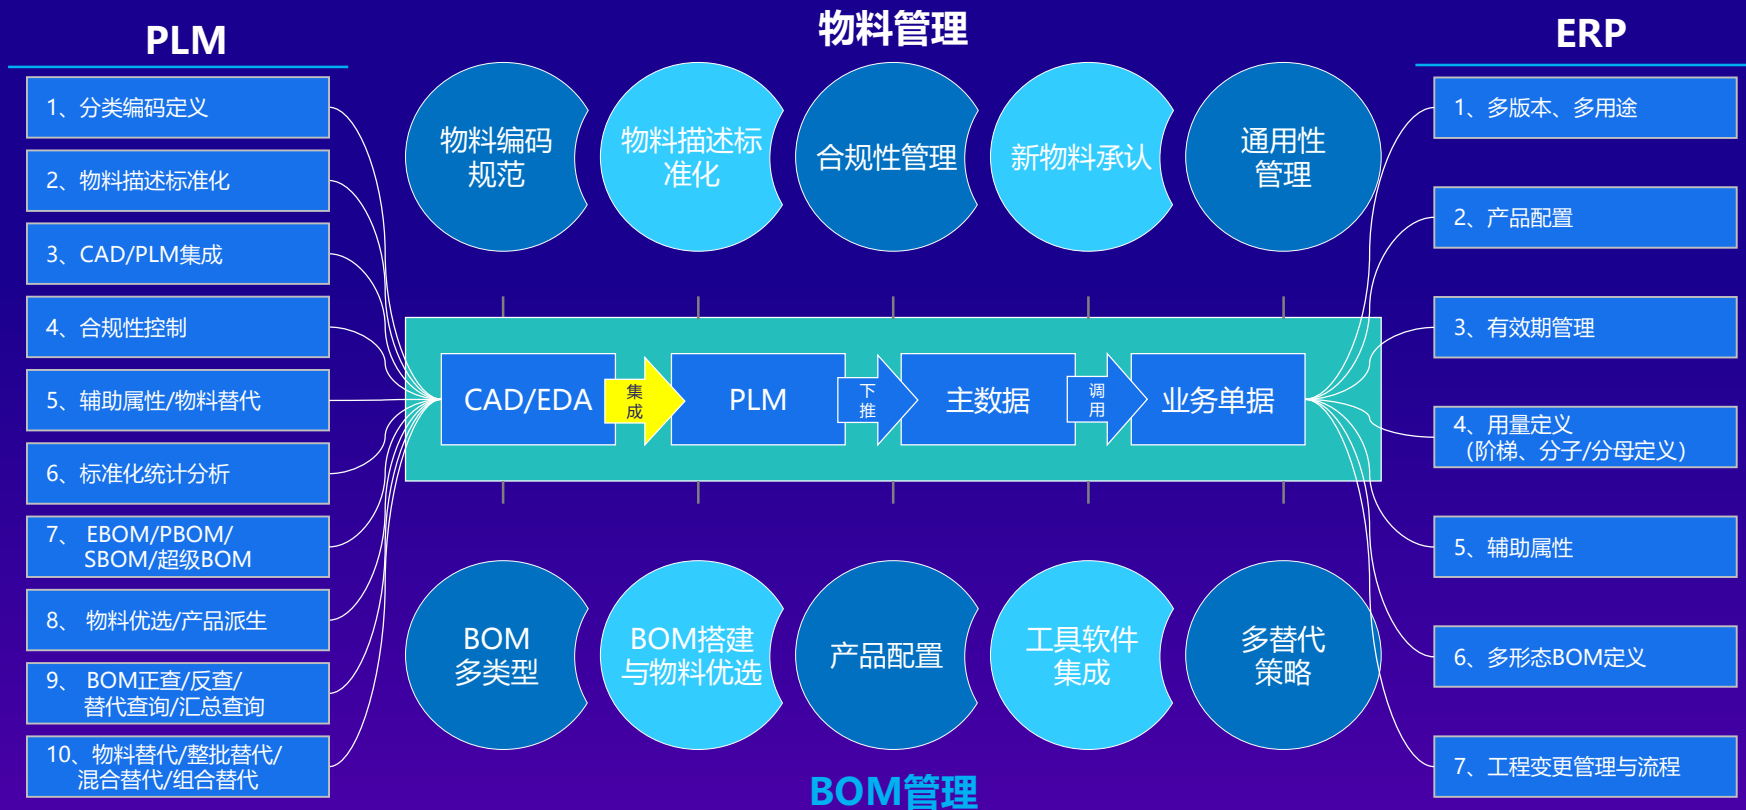 PLM
1、分类编码定义
2、物料描述标准化
3、CAD/PLM集成
4、合规性控制
5、辅助属性/物料替代
6、标准化统计分析
7、 EBOM/PBOM/
SBOM/超级BOM
8、 物料优选/产品派生
9、 BOM正查/反查/
替代查询/汇总查询
10、物料替代/整批替代/
混合替代/组合替代
物料管理
物料编码
规范
物料描述标
准化
合规性管理
新物料承认
通用性
管理
CAD/EDA
集
成
PLM
下
推
主数据
调
用
业务单据
BOM
多类型
BOM搭建
与物料优选
产品配置
工具软件
集成
多替代
策略
BOM管理
ERP
1、多版本、多用途
2、产品配置
3、有效期管理
4、用量定义
（阶梯、分子/分母定义）
5、辅助属性
6、多形态BOM定义
7、工程变更管理与流程